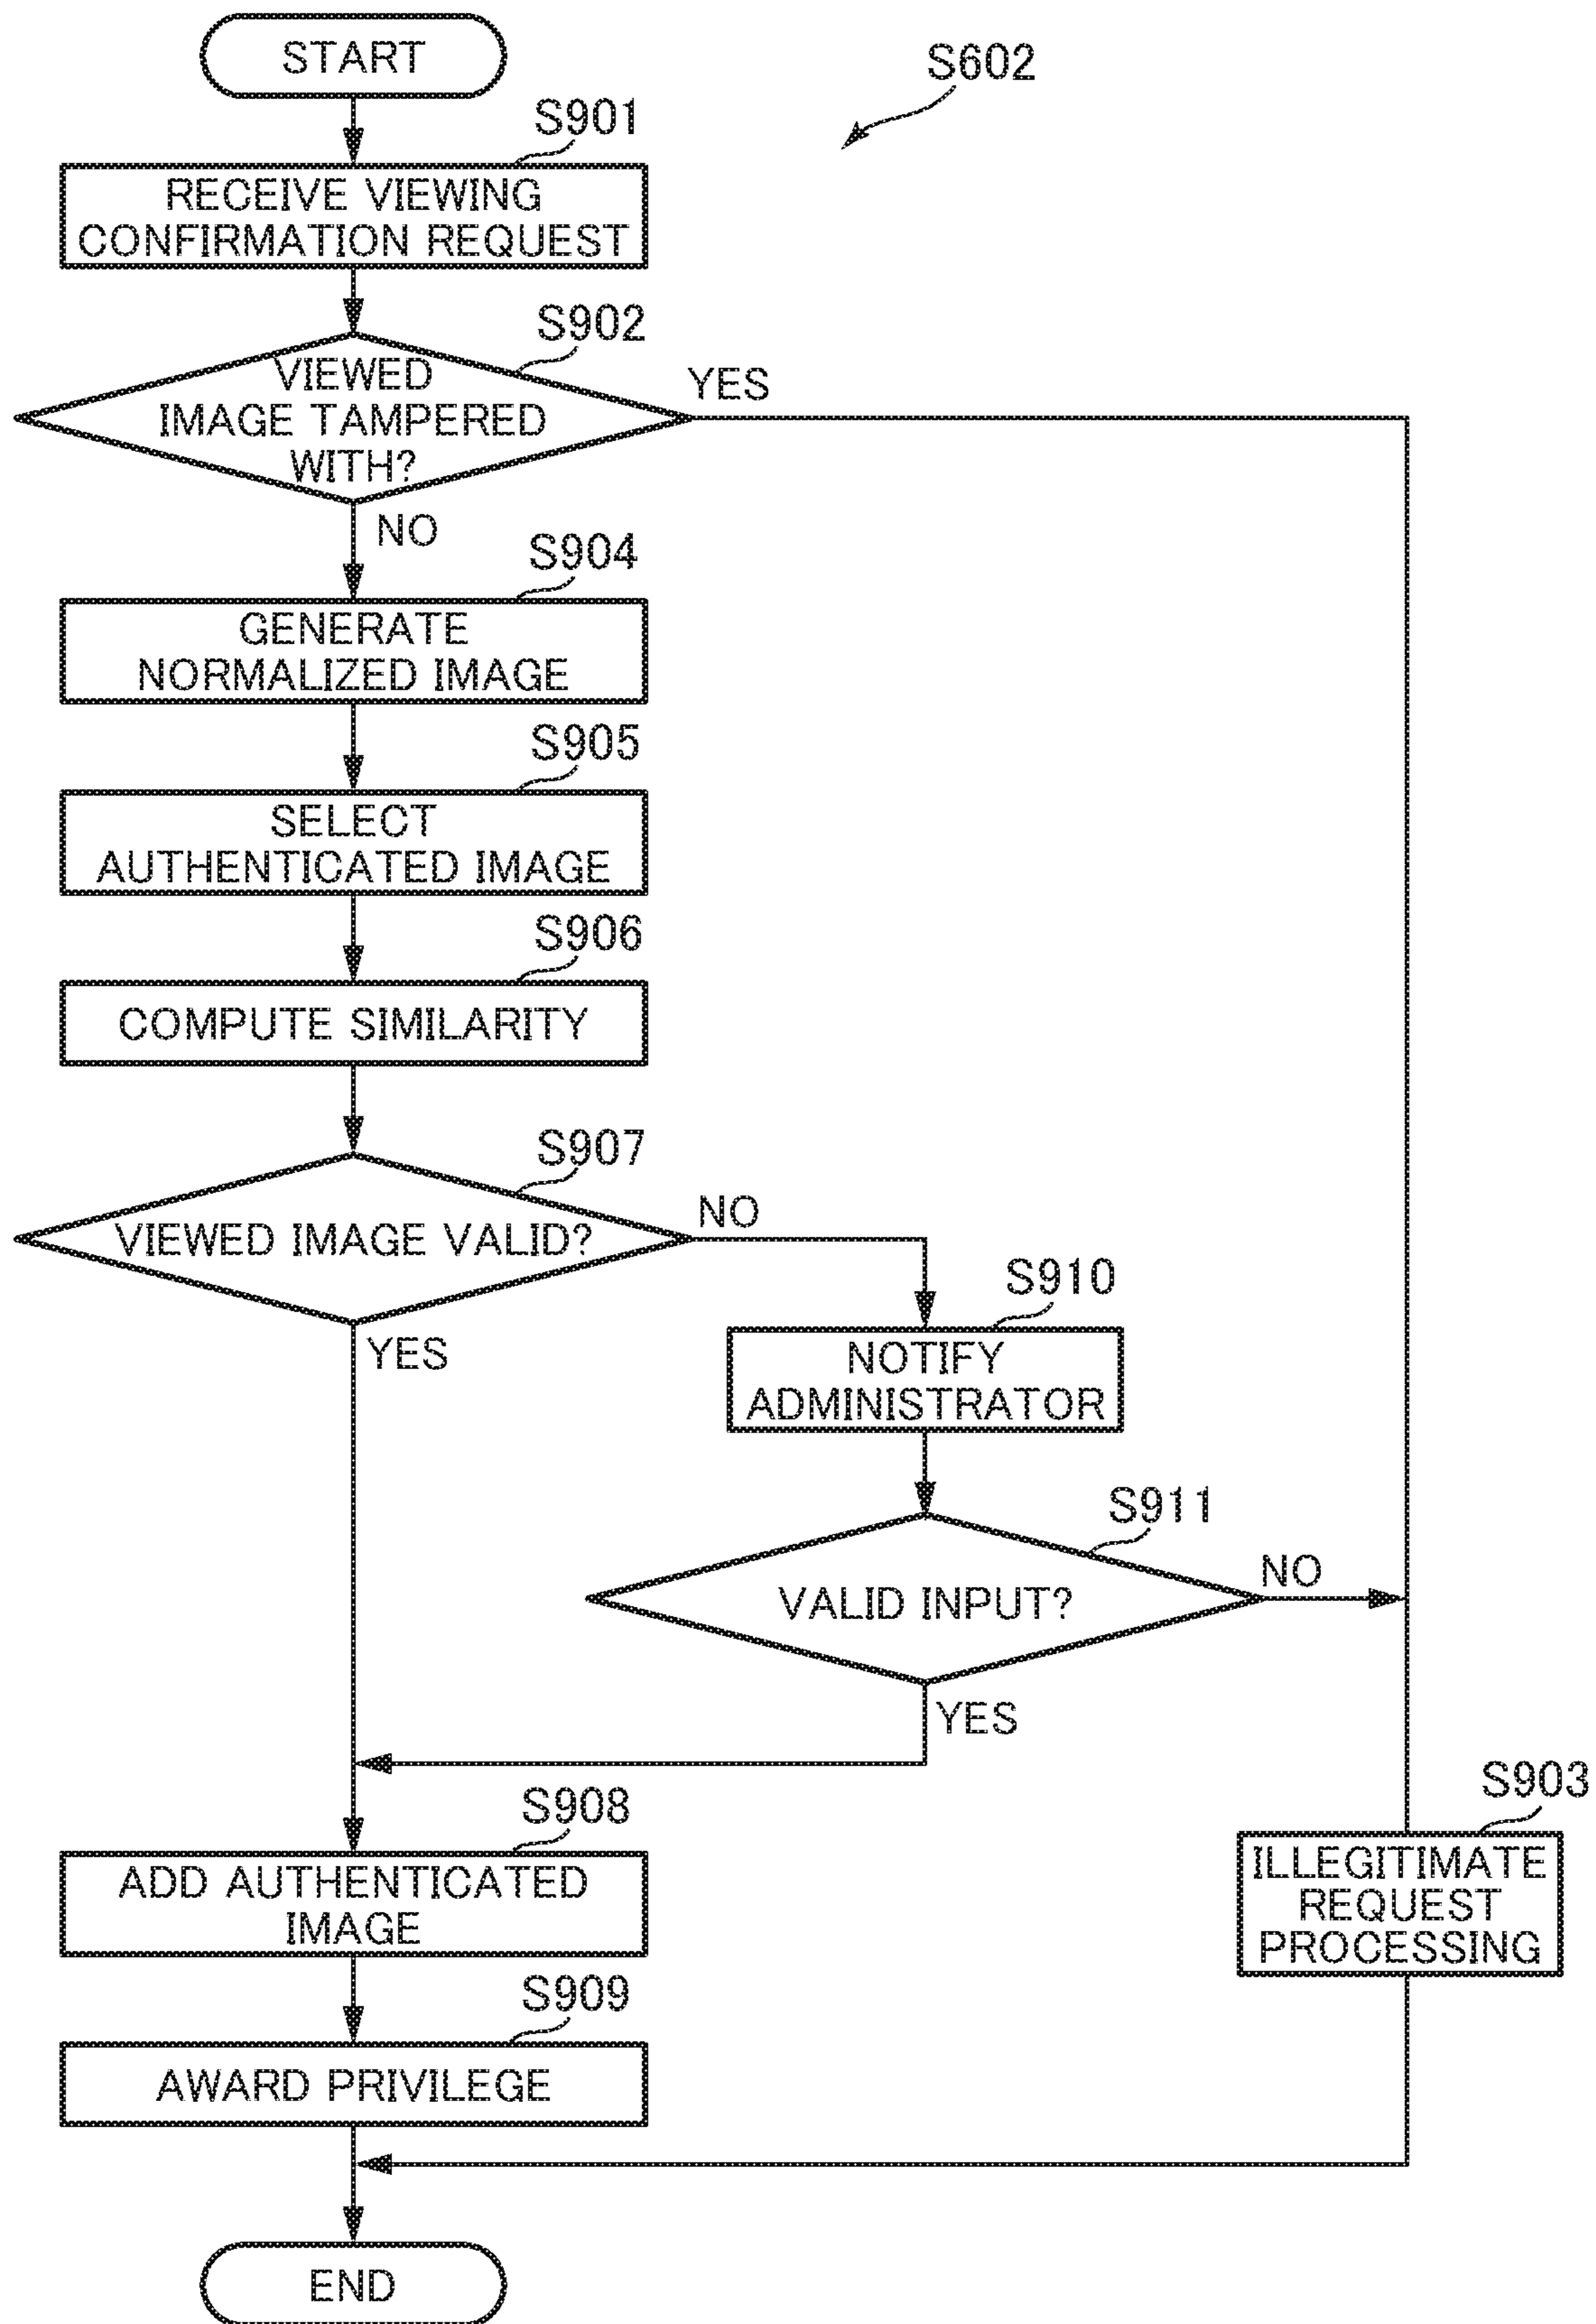 START
S602
S901
RECEIVE VIEWING
CONFIRMATION REQUEST
S902
VIEWED
IMAGE TAMPERED
WITH?
YES
NO
S904
GENERATE
NORMALIZED IMAGE
S905
SELECT
AUTHENTICATED IMAGE
S906
COMPUTE SIMILARITY
S907
VIEWED IMAGE VALID?
NO
YES
S910
NOTIFY
ADMINISTRATOR
S911
VALID INPUT?
NO
YES
S903
ILLEGITIMATE
REQUEST
PROCESSING
S908
ADD AUTHENTICATED
IMAGE
S909
AWARD PRIVILEGE
END